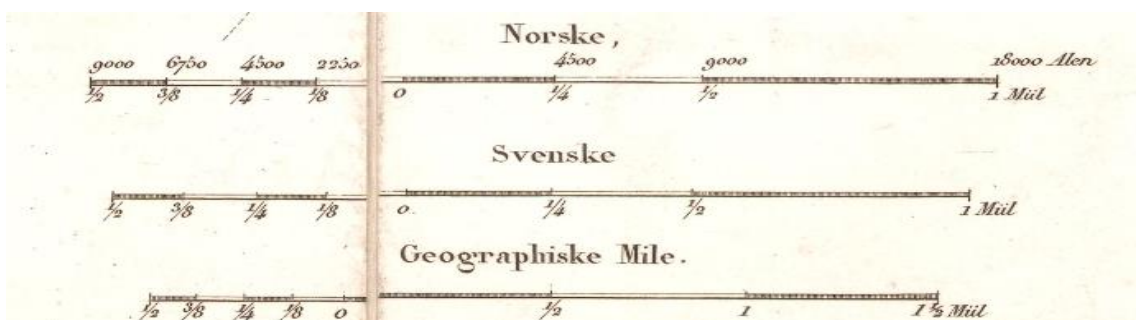 Norske,
9000 6750 4500 2250 4500 9000 18000 Alen
1/2 3/8 1/4 1/8 0 1/4 1/2 1 Miil
Svenske
1/2 3/8 1/4 1/8 0. 1/4 1/2 1 Miil
Geographiske Mile.
1/2 3/8 1/4 1/8 0 1/2 1 1 1/2 Miil